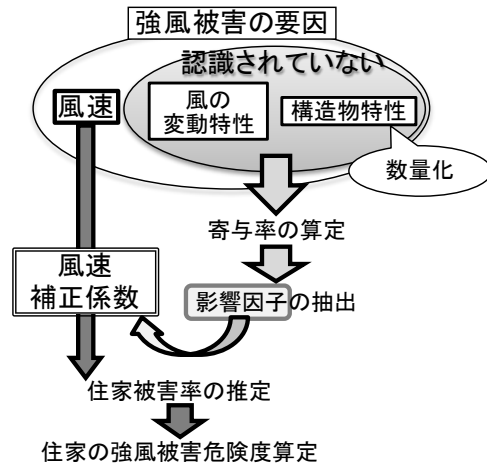 強風被害の要因
認識されていない
風速
風の
変動特性
構造物特性
数量化
寄与率の算定
風速
補正係数
影響因子の抽出
住家被害率の推定
住家の強風被害危険度算定